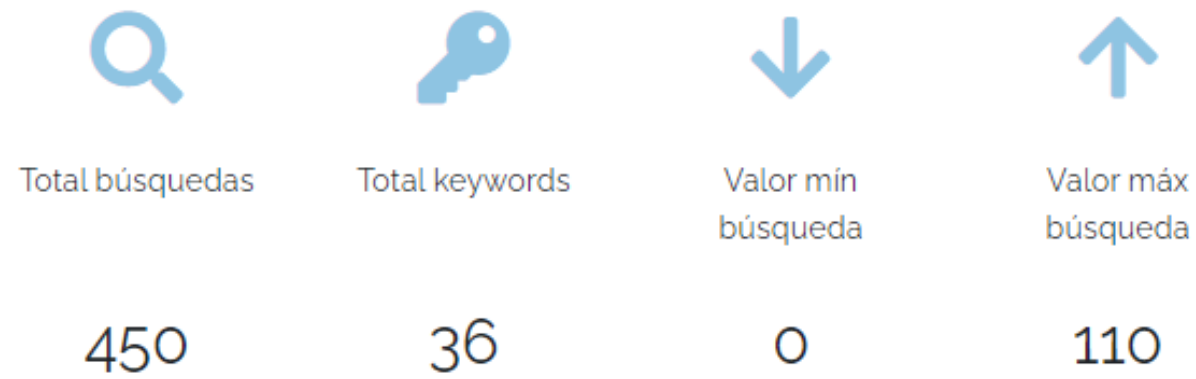 Total búsquedas
Total keywords
Valor mín
búsqueda
Valor máx
búsqueda
450
36
0
110